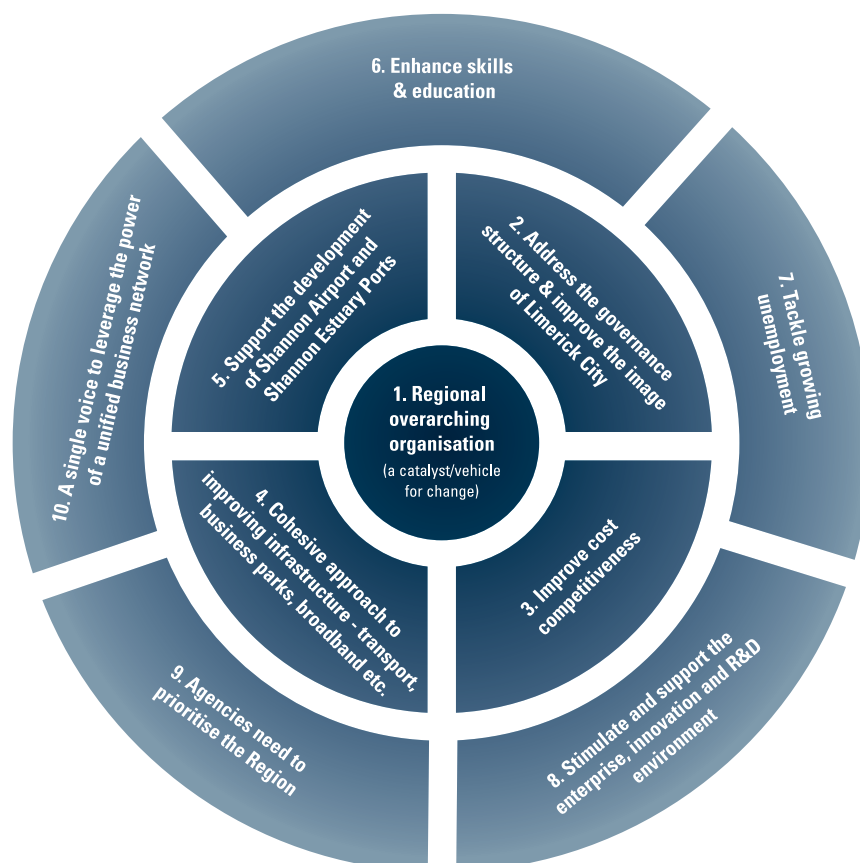 6. Enhance skills
& education
10. A single voice to leverage the power
of a unified business network
5. Support the development
of Shannon Airport and
Shannon Estuary Ports
2. Address the governance
structure & improve the image
of Limerick City
7. Tackle growing
unemployment
1. Regional
overarching
organisation
(a catalyst/vehicle
for change)
4. Cohesive approach to
improving infrastructure - transport,
business parks, broadband etc.
3. Improve cost
competitiveness
9. Agencies need to
prioritise the Region
8. Stimulate and support the
enterprise, innovation and R&D
environment